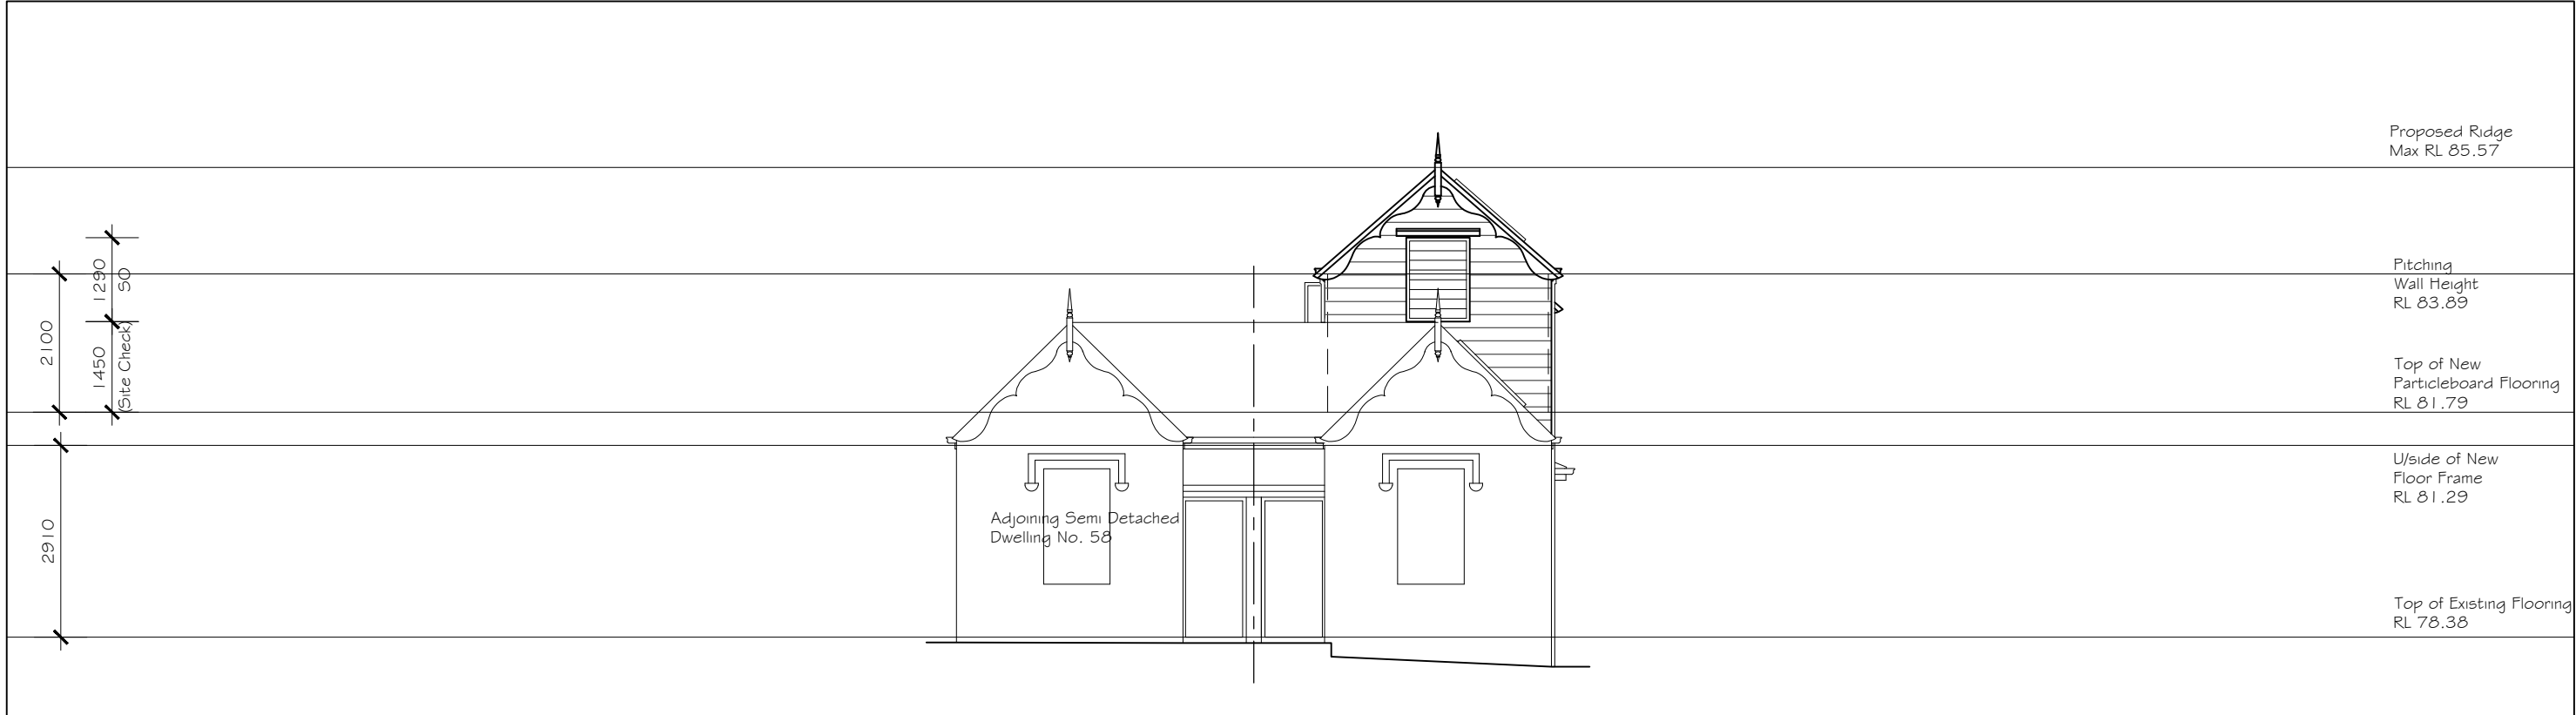 Proposed Ridge
Max RL 85.57
Pitching
Wall Height
RL 83.89
Top of New
Particleboard Flooring
RL 81.79
U/side of New
Floor Frame
RL 81.29
Top of Existing Flooring
RL 78.38
2100
1290
50
1450
(Site Check)
2910
Adjoining Semi Detached
Dwelling No. 58